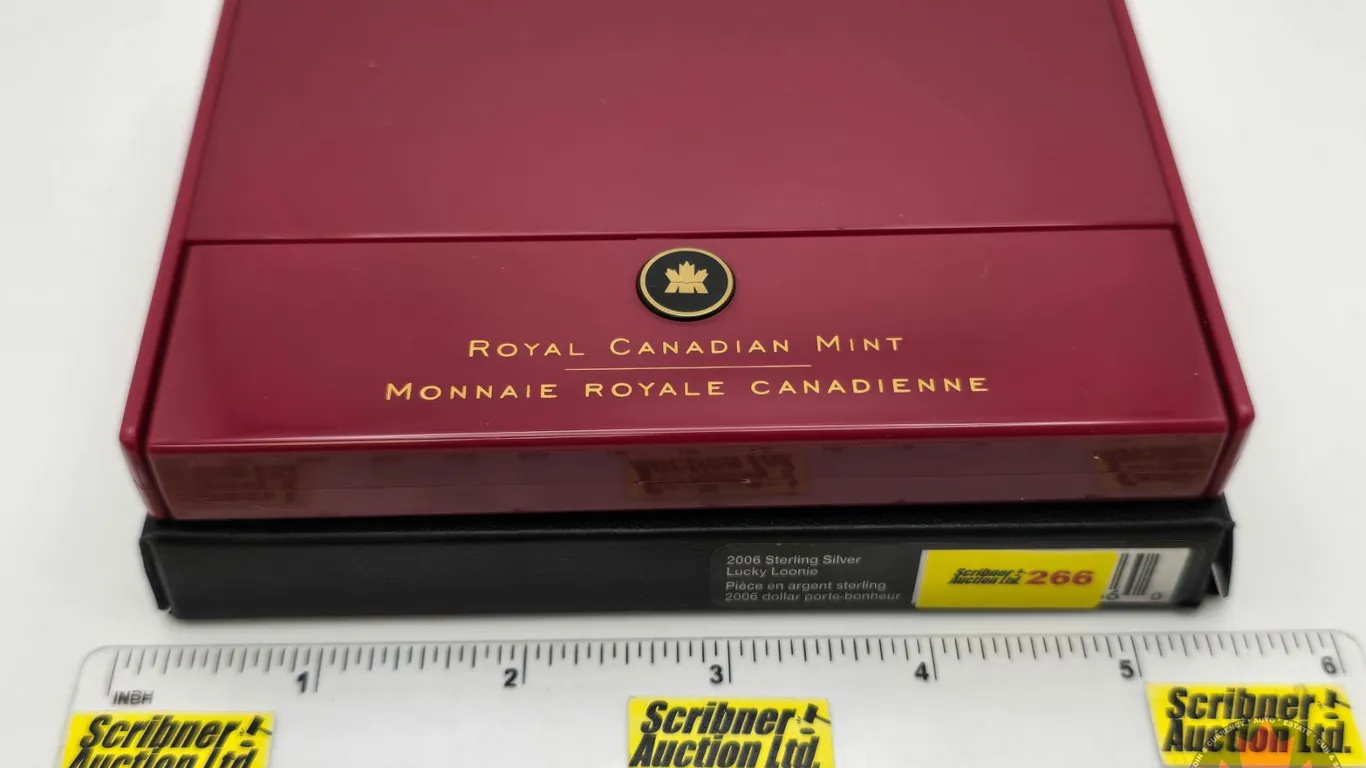 ROYAL CANADIAN MINT
MONNAIE ROYALE CANADIENNE
2006 Sterling Silver
Lucky Loonie
Pièce en argent sterling
2006 dollar porte-bonheur
Scribner
Auction Ltd.
266
1 2 3 4 5 6
Scribner
Auction Ltd.
Scribner
Auction Ltd.
Scribner
Auction Ltd.